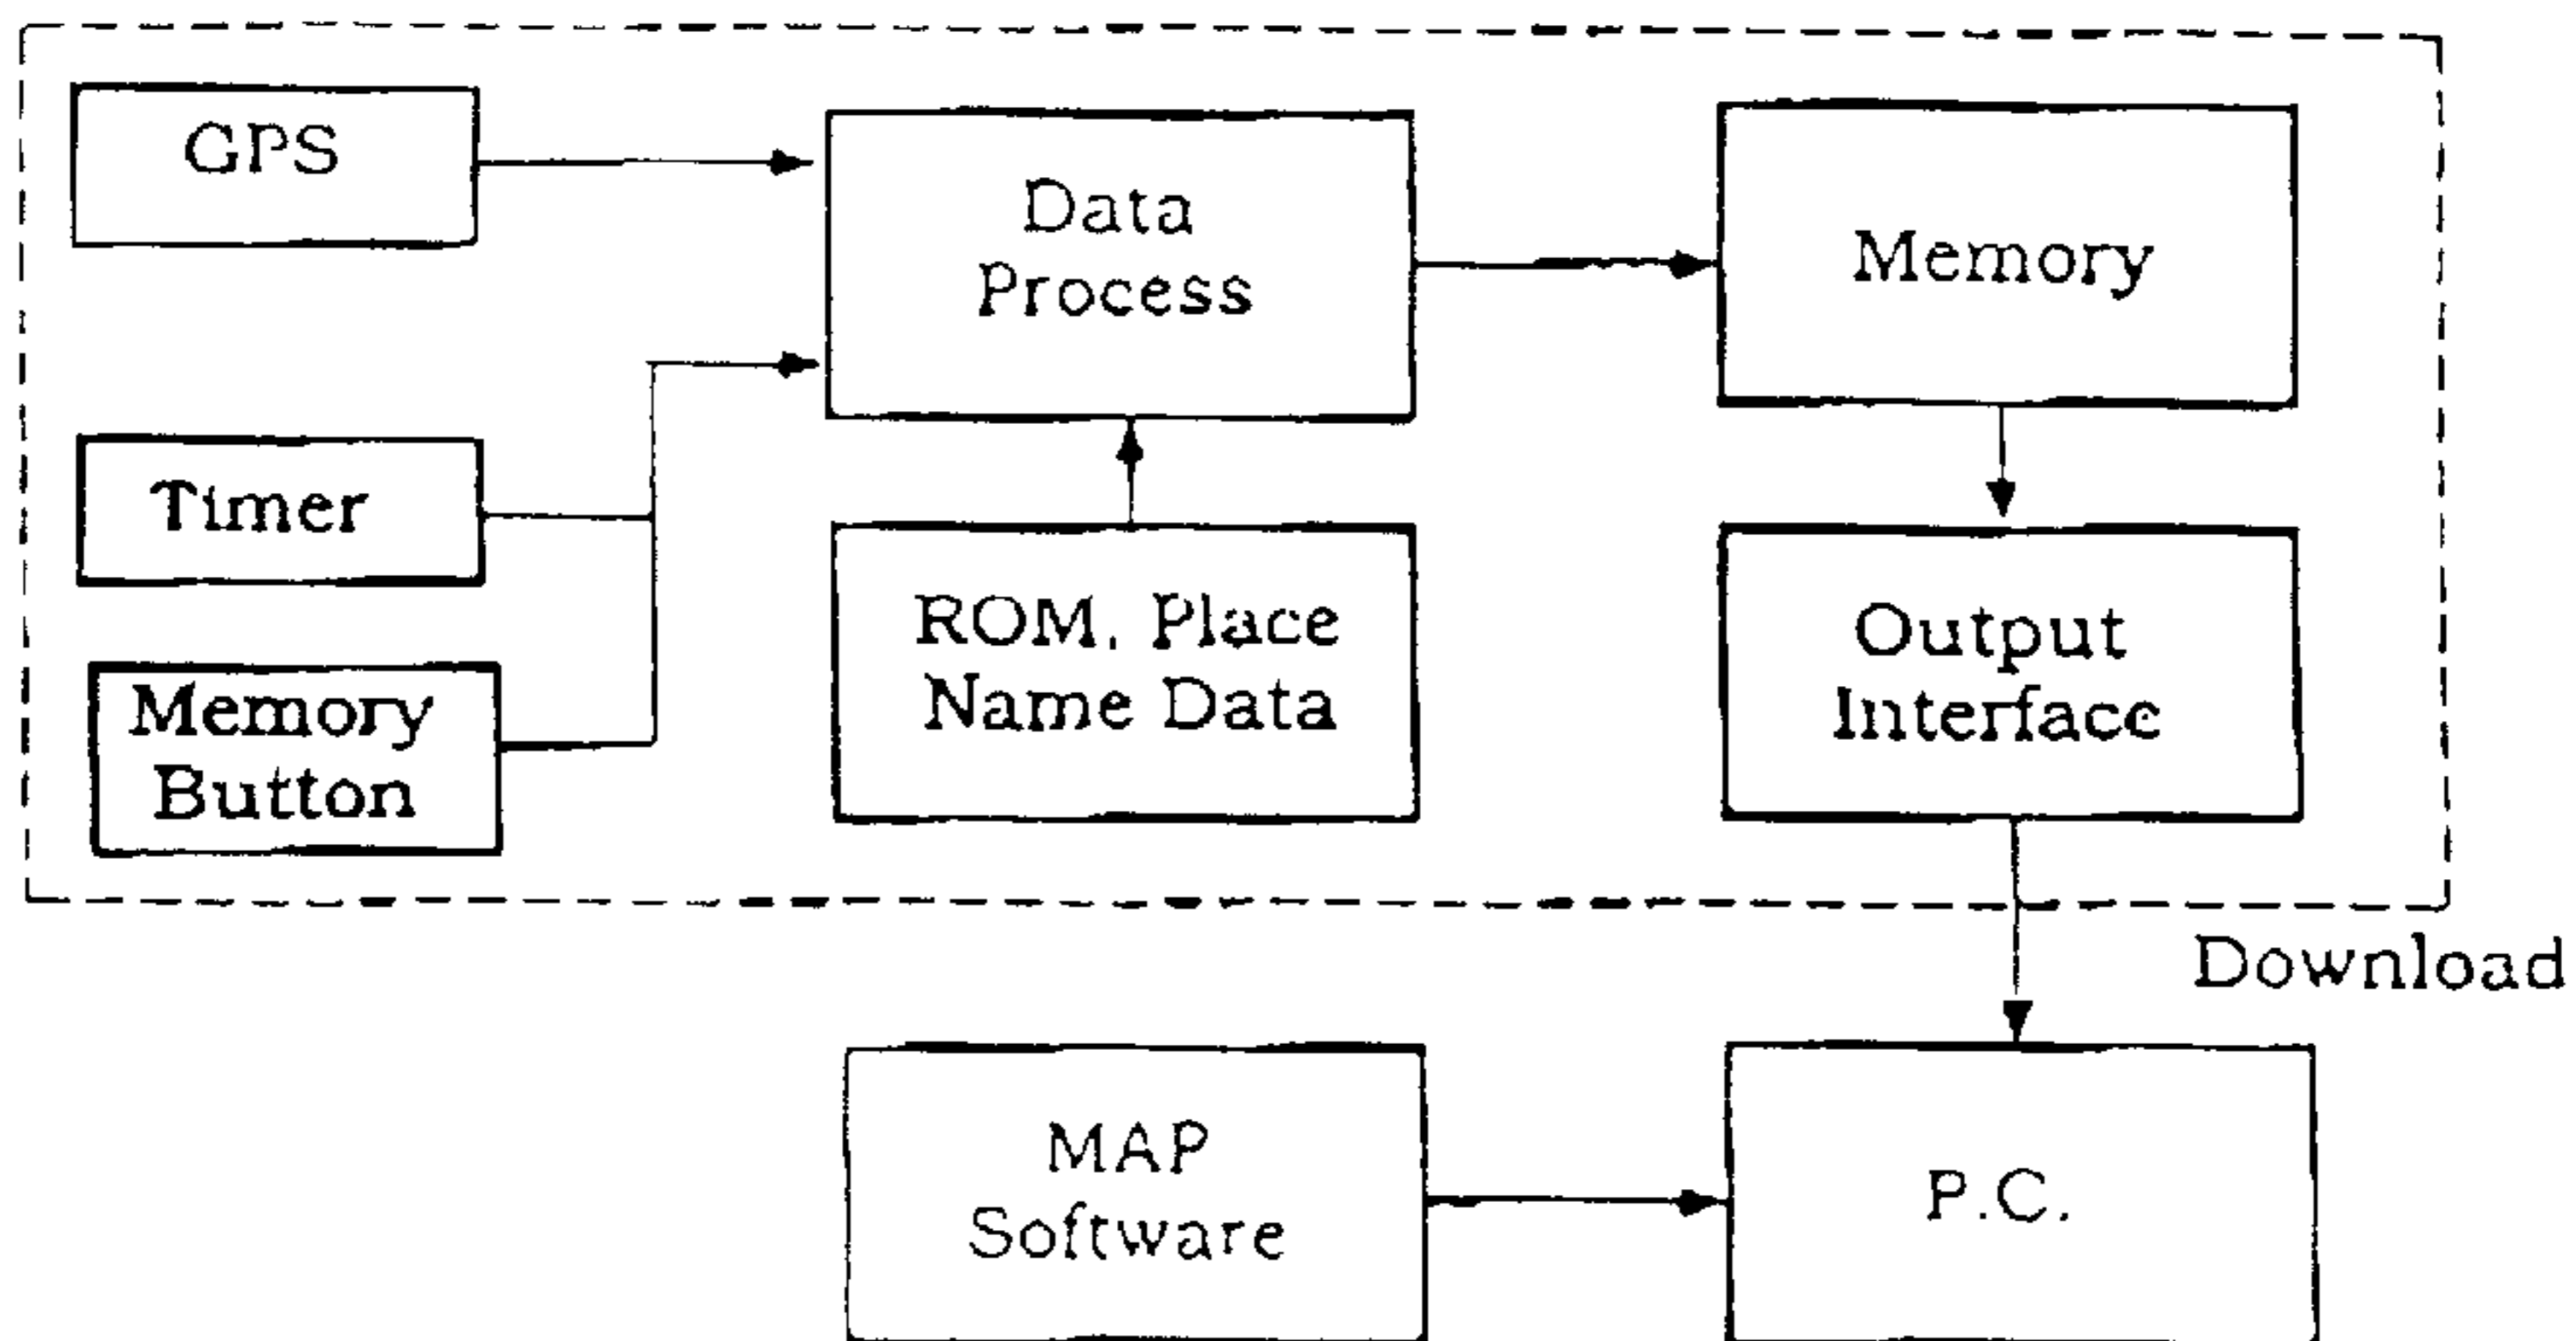 GPS
Data
Process
Memory
Timer
Memory
Button
ROM. Place
Name Data
Output
Interface
Download
MAP
Software
P.C.